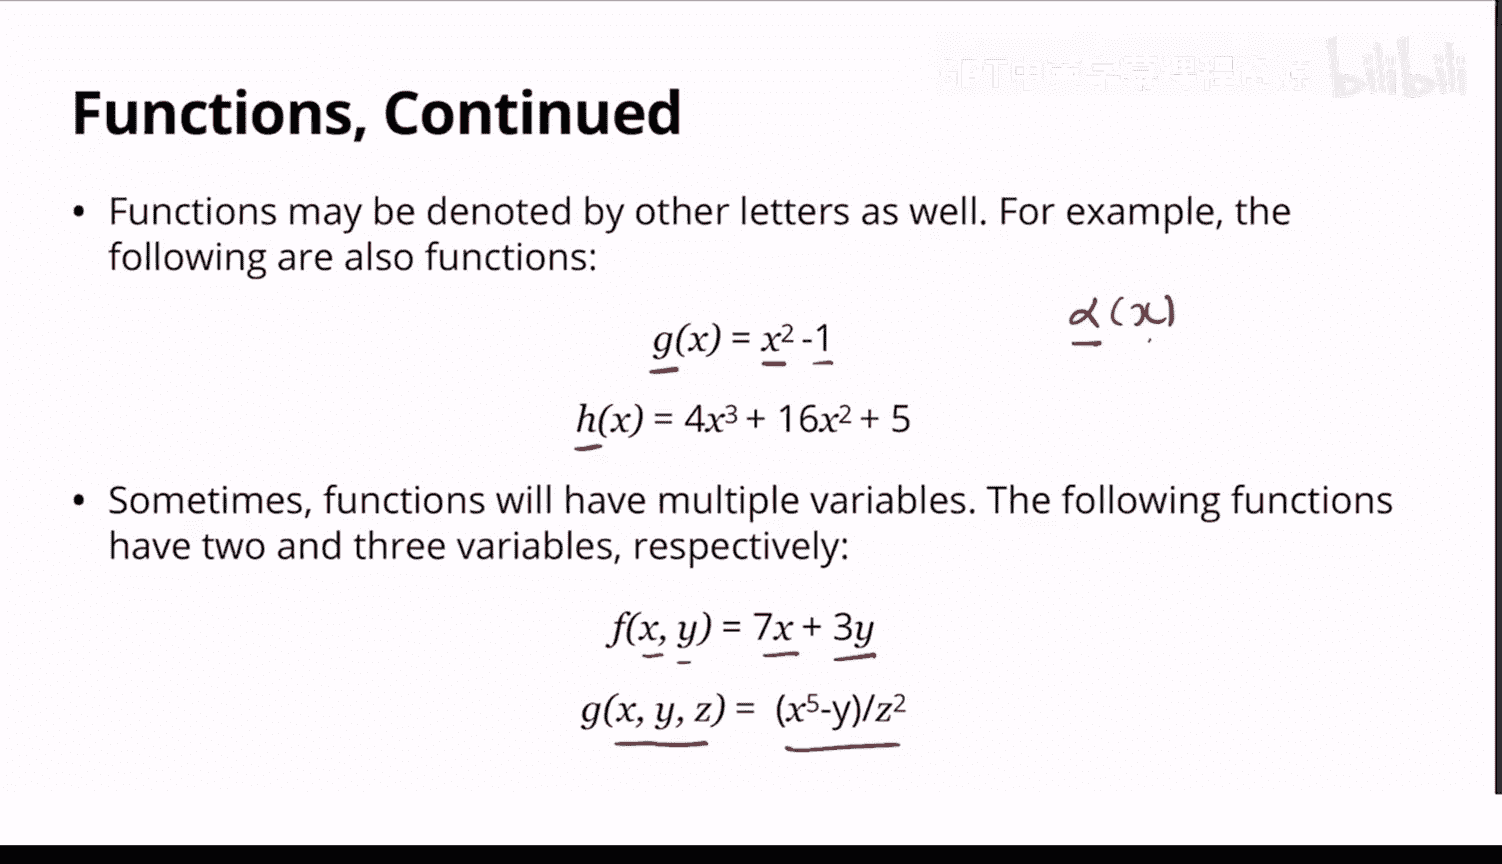 bilibili
Functions, Continued
• Functions may be denoted by other letters as well. For example, the
following are also functions:
α(x)
g(x) = x² -1
h(x) = 4x³ + 16x² + 5
• Sometimes, functions will have multiple variables. The following functions
have two and three variables, respectively:
f(x, y) = 7x + 3y
g(x, y, z) = (x⁵-y)/z²